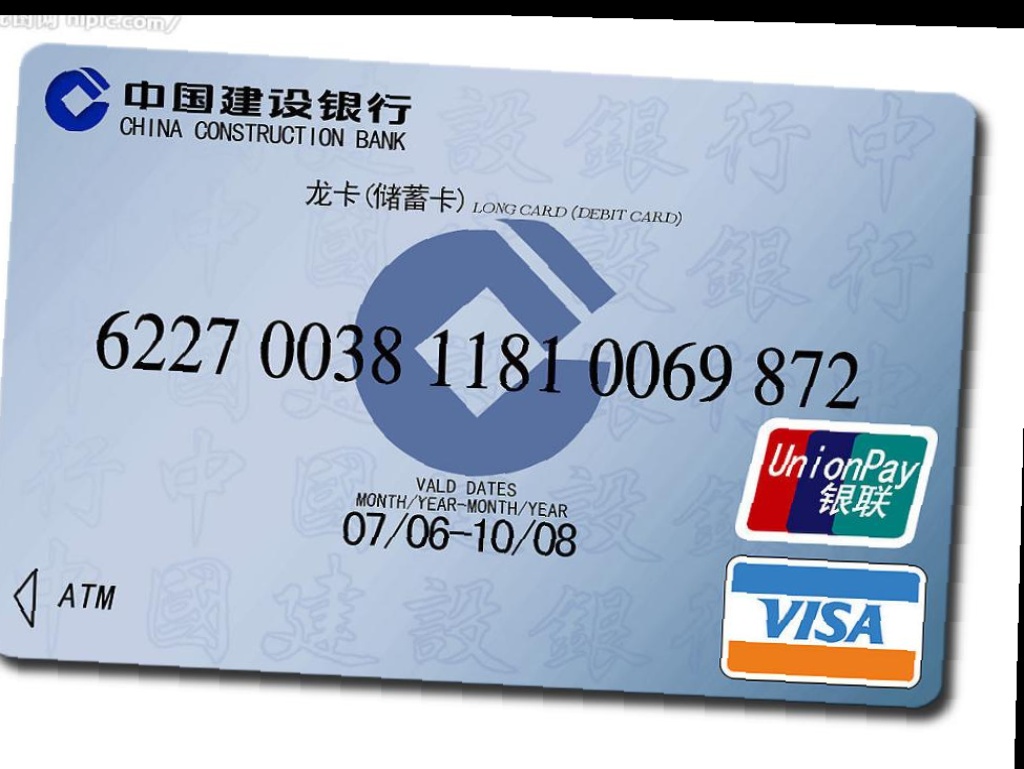 hipic.com/
中国建设银行
CHINA CONSTRUCTION BANK
龙卡(储蓄卡) LONG CARD (DEBIT CARD)
6227 0038 1181 0069 872
VALD DATES
MONTH/YEAR-MONTH/YEAR
07/06-10/08
UnionPay
银联
ATM
VISA